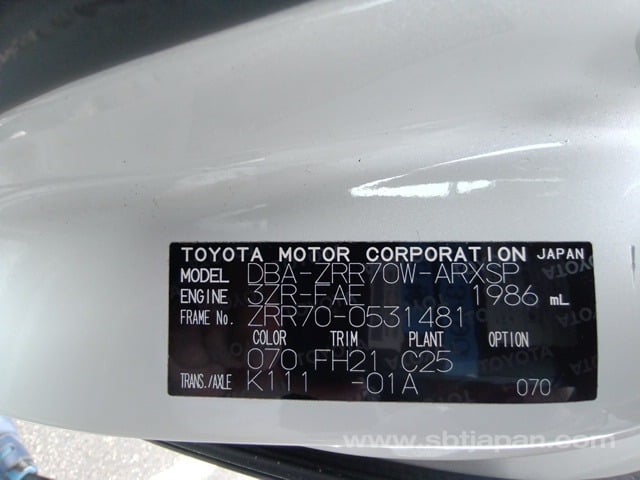 TOYOTA MOTOR CORPORATION JAPAN
MODEL DBA-ZRR70W-ARXSP
ENGINE 3ZR-FAE 1986 mL
FRAME No. ZRR70-0531481
COLOR TRIM PLANT OPTION
070 FH21 C25
TRANS./AXLE K111 -01A 070
www.sbtjapan.com